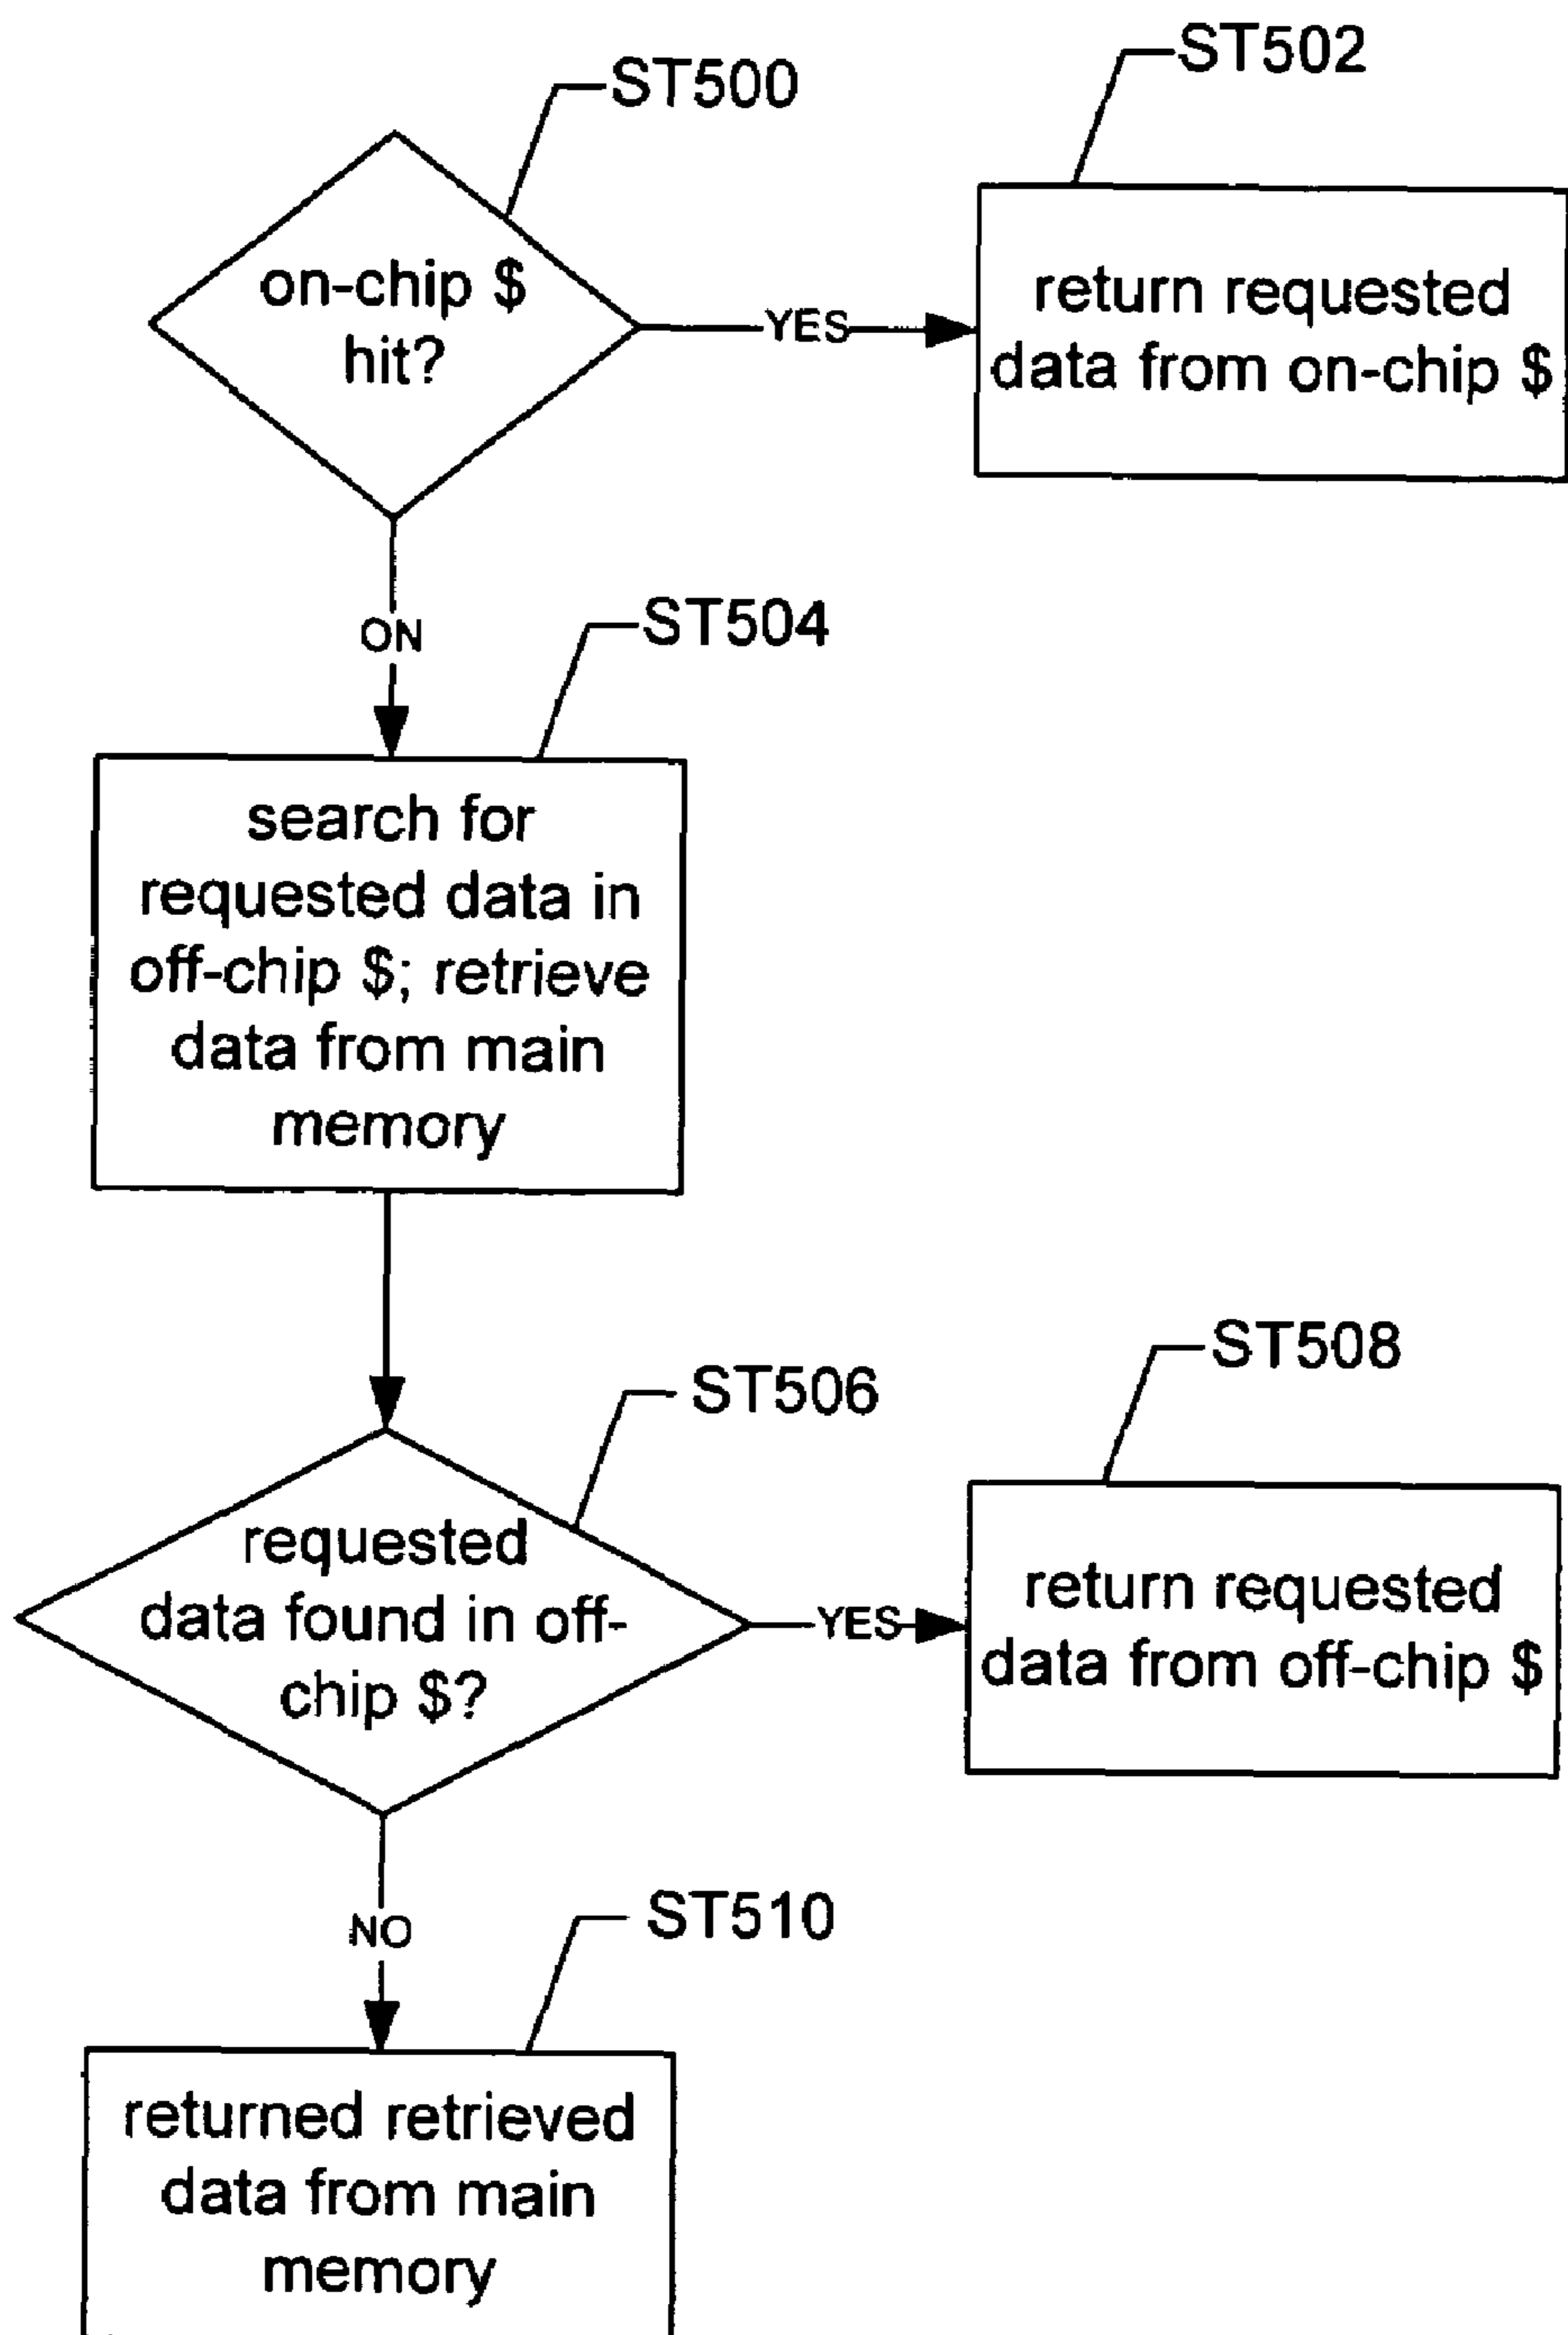 ST500
ST502
on-chip $
hit?
YES
return requested
data from on-chip $
ON
ST504
search for
requested data in
off-chip $; retrieve
data from main
memory
ST506
ST508
requested
data found in off-
chip $?
YES
return requested
data from off-chip $
NO
ST510
returned retrieved
data from main
memory